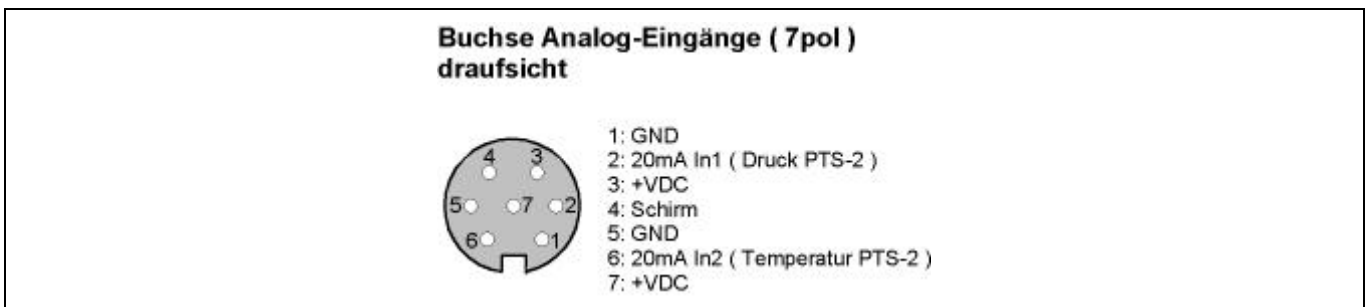 Buchse Analog-Eingänge ( 7pol )
draufsicht
4 3
5 7 2
6 1
1: GND
2: 20mA In1 ( Druck PTS-2 )
3: +VDC
4: Schirm
5: GND
6: 20mA In2 ( Temperatur PTS-2 )
7: +VDC